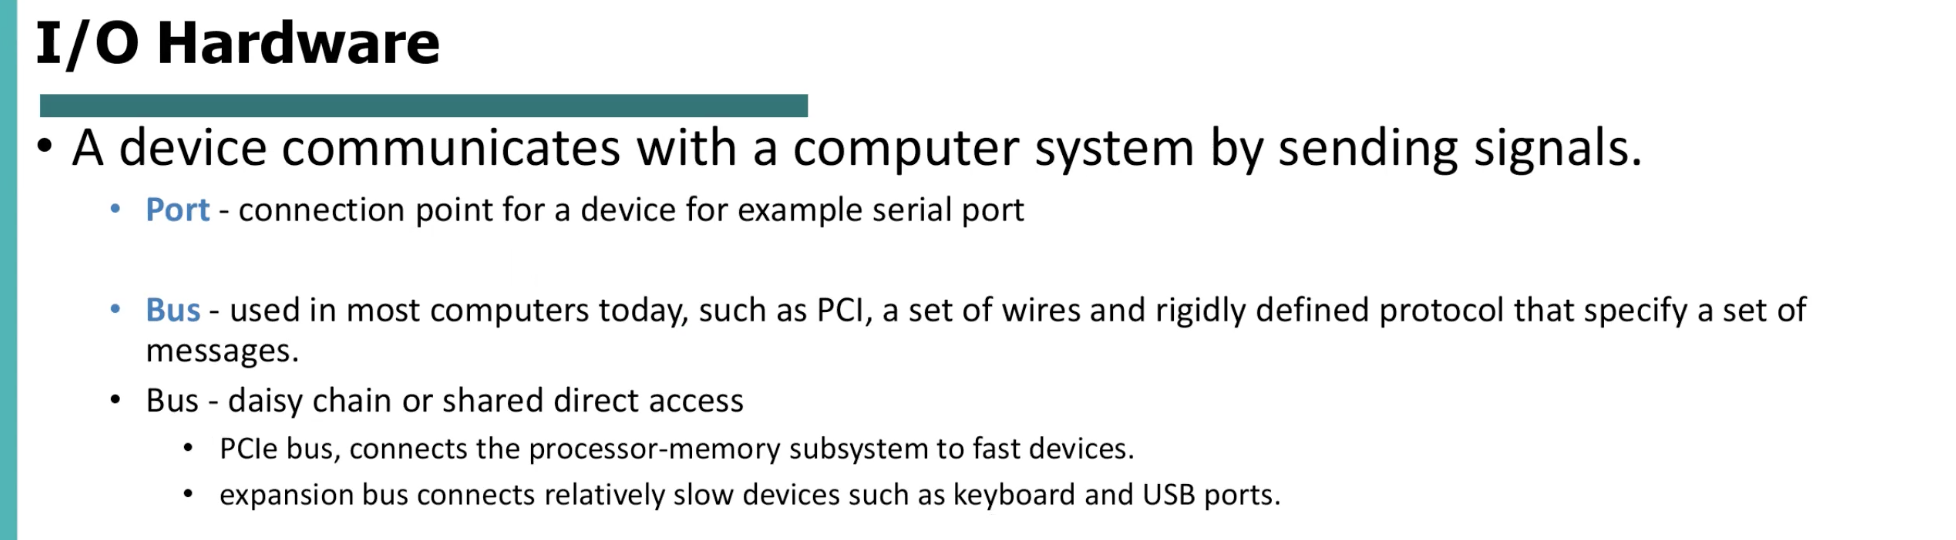 I/O Hardware
• A device communicates with a computer system by sending signals.
• Port - connection point for a device for example serial port
• Bus - used in most computers today, such as PCI, a set of wires and rigidly defined protocol that specify a set of
messages.
• Bus - daisy chain or shared direct access
• PCIe bus, connects the processor-memory subsystem to fast devices.
• expansion bus connects relatively slow devices such as keyboard and USB ports.